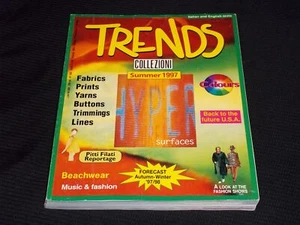 Italian and English texts
TRENDS
COLLEZIONI
Summer 1997
Fabrics
Prints
Yarns
Buttons
Trimmings
Lines
Colours
HYPER
surfaces
Back to the
future U.S.A.
Pitti Filati
Reportage
Beachwear
Music & fashion
FORECAST
Autumn-Winter
'97/98
A LOOK AT THE
FASHION SHOWS